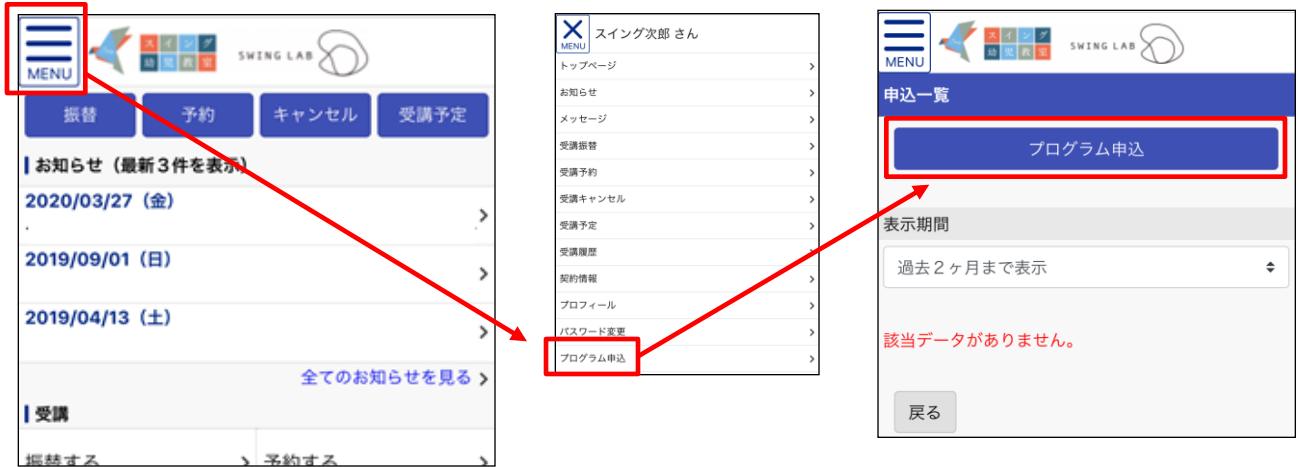 MENU
スイング
幼児教室
SWING LAB
振替
予約
キャンセル
受講予定
お知らせ（最新３件を表示）
2020/03/27（金）
2019/09/01（日）
2019/04/13（土）
全てのお知らせを見る
受講
振替する
予約する
MENU
スイング次郎 さん
トップページ
お知らせ
メッセージ
受講振替
受講予約
受講キャンセル
受講予定
受講履歴
契約情報
プロフィール
パスワード変更
プログラム申込
MENU
スイング
幼児教室
SWING LAB
申込一覧
プログラム申込
表示期間
過去２ヶ月まで表示
該当データがありません。
戻る